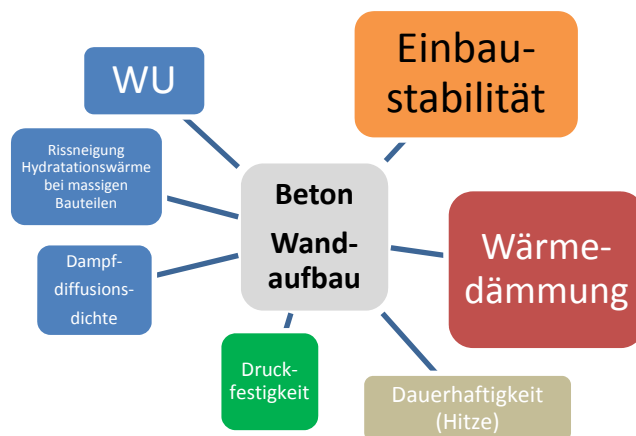 WU
Einbau-
stabilität
Rissneigung
Hydratationswärme
bei massigen
Bauteilen
Beton
Wand-
aufbau
Wärme-
dämmung
Dampf-
diffusions-
dichte
Druck-
festigkeit
Dauerhaftigkeit
(Hitze)